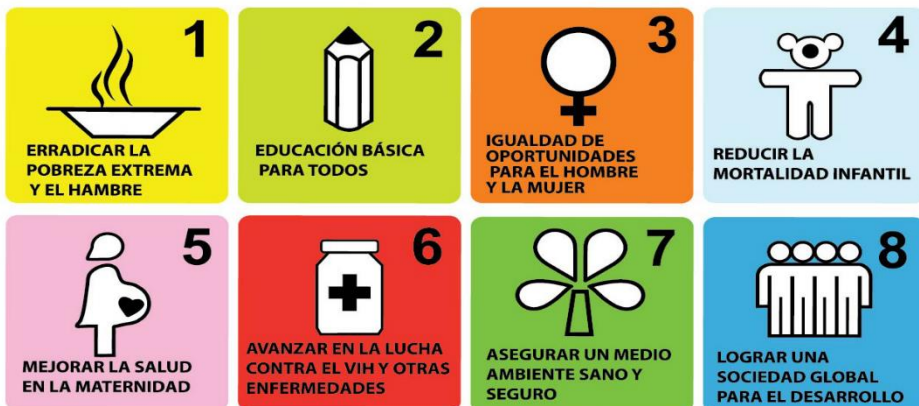 1
ERRADICAR LA
POBREZA EXTREMA
Y EL HAMBRE
2
EDUCACIÓN BÁSICA
PARA TODOS
3
IGUALDAD DE
OPORTUNIDADES
PARA EL HOMBRE
Y LA MUJER
4
REDUCIR LA
MORTALIDAD INFANTIL
5
MEJORAR LA SALUD
EN LA MATERNIDAD
6
AVANZAR EN LA LUCHA
CONTRA EL VIH Y OTRAS
ENFERMEDADES
7
ASEGURAR UN MEDIO
AMBIENTE SANO Y
SEGURO
8
LOGRAR UNA
SOCIEDAD GLOBAL
PARA EL DESARROLLO